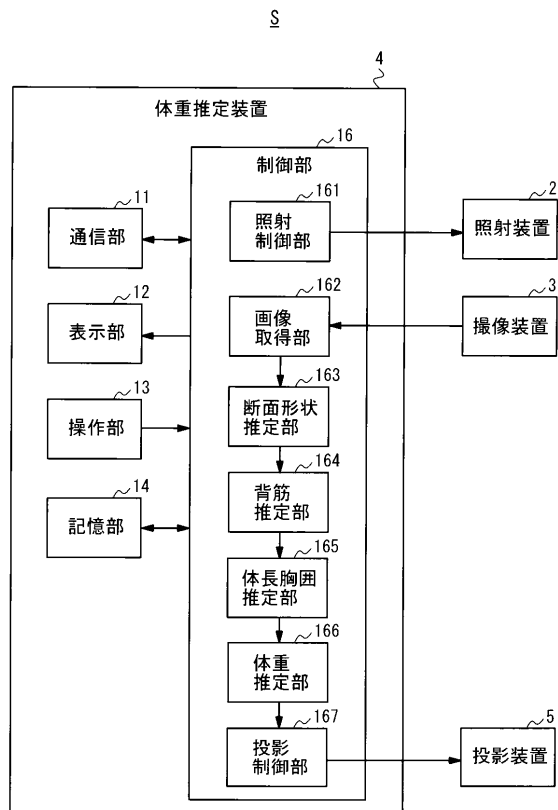 S
4
体重推定装置
16
制御部
11
通信部
161
照射
制御部
2
照射装置
12
表示部
162
画像
取得部
3
撮像装置
13
操作部
163
断面形状
推定部
14
記憶部
164
背筋
推定部
165
体長胸囲
推定部
166
体重
推定部
167
投影
制御部
5
投影装置